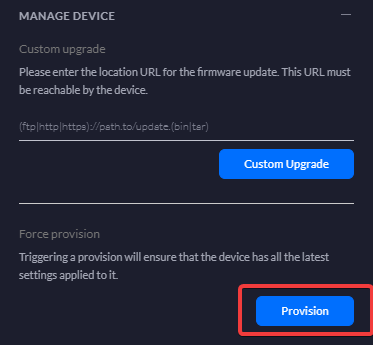 MANAGE DEVICE
Custom upgrade
Please enter the location URL for the firmware update. This URL must
be reachable by the device.
(ftp|http|https)://path.to/update.(bin|tar)
Custom Upgrade
Force provision
Triggering a provision will ensure that the device has all the latest
settings applied to it.
Provision